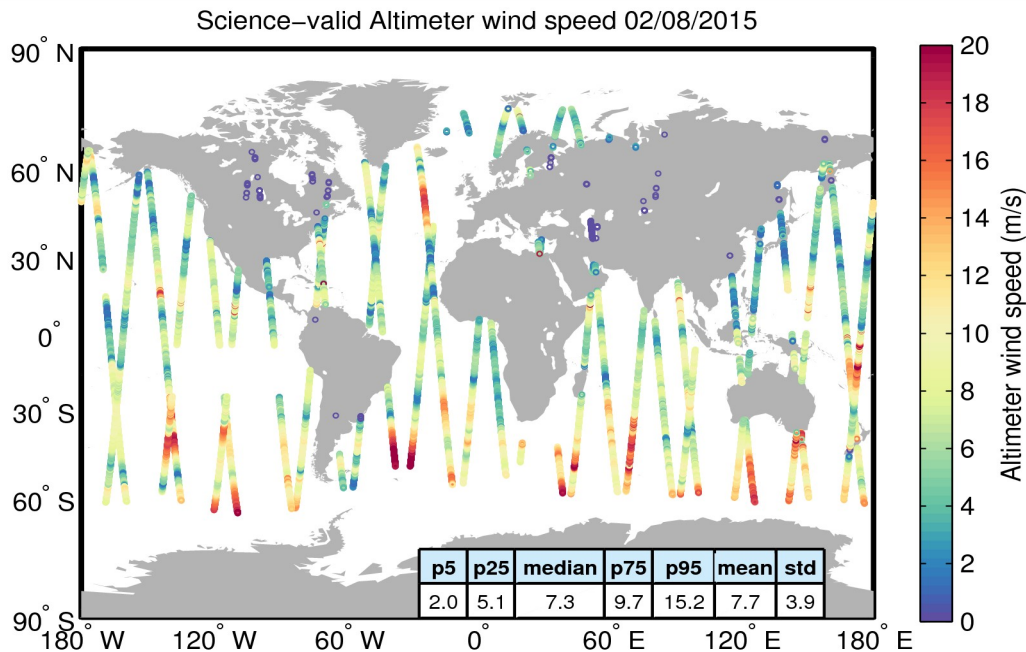 Science−valid Altimeter wind speed 02/08/2015
90° N
60° N
30° N
0°
30° S
60° S
90° S
180° W
120° W
60° W
0°
60° E
120° E
180° E
p5 p25 median p75 p95 mean std
2.0 5.1 7.3 9.7 15.2 7.7 3.9
20
18
16
14
12
10
8
6
4
2
0
Altimeter wind speed (m/s)